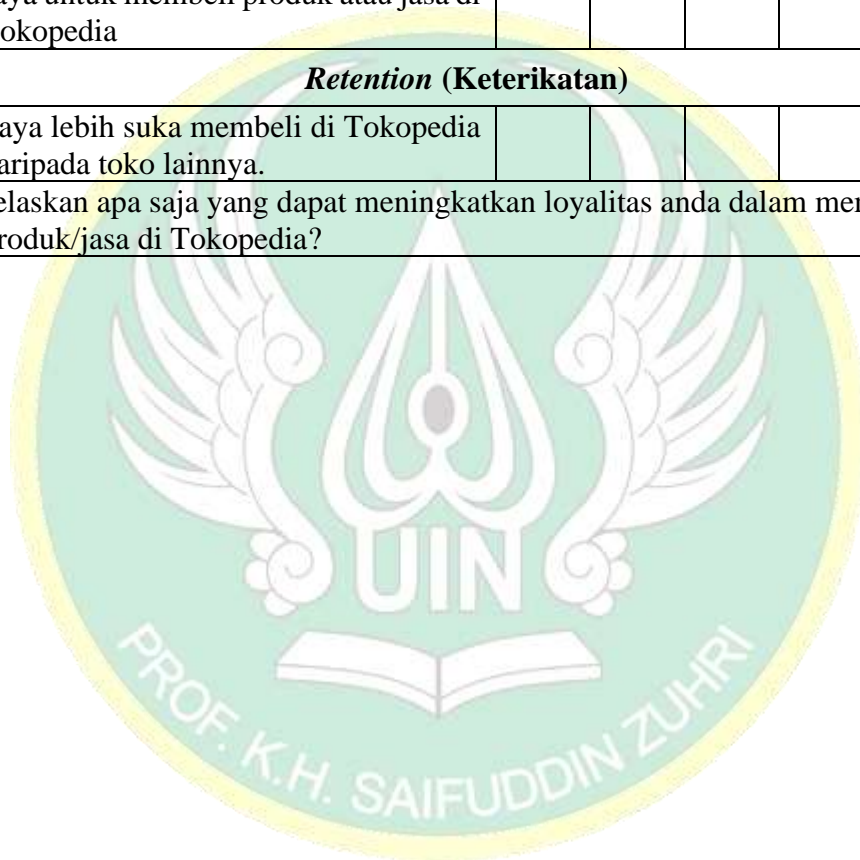 aya untuk membeli produk atau jasa di
okopedia
Retention (Keterikatan)
aya lebih suka membeli di Tokopedia
aripada toko lainnya.
elaskan apa saja yang dapat meningkatkan loyalitas anda dalam mer
roduk/jasa di Tokopedia?
UIN
PROF. K.H. SAIFUDDIN ZUHRI